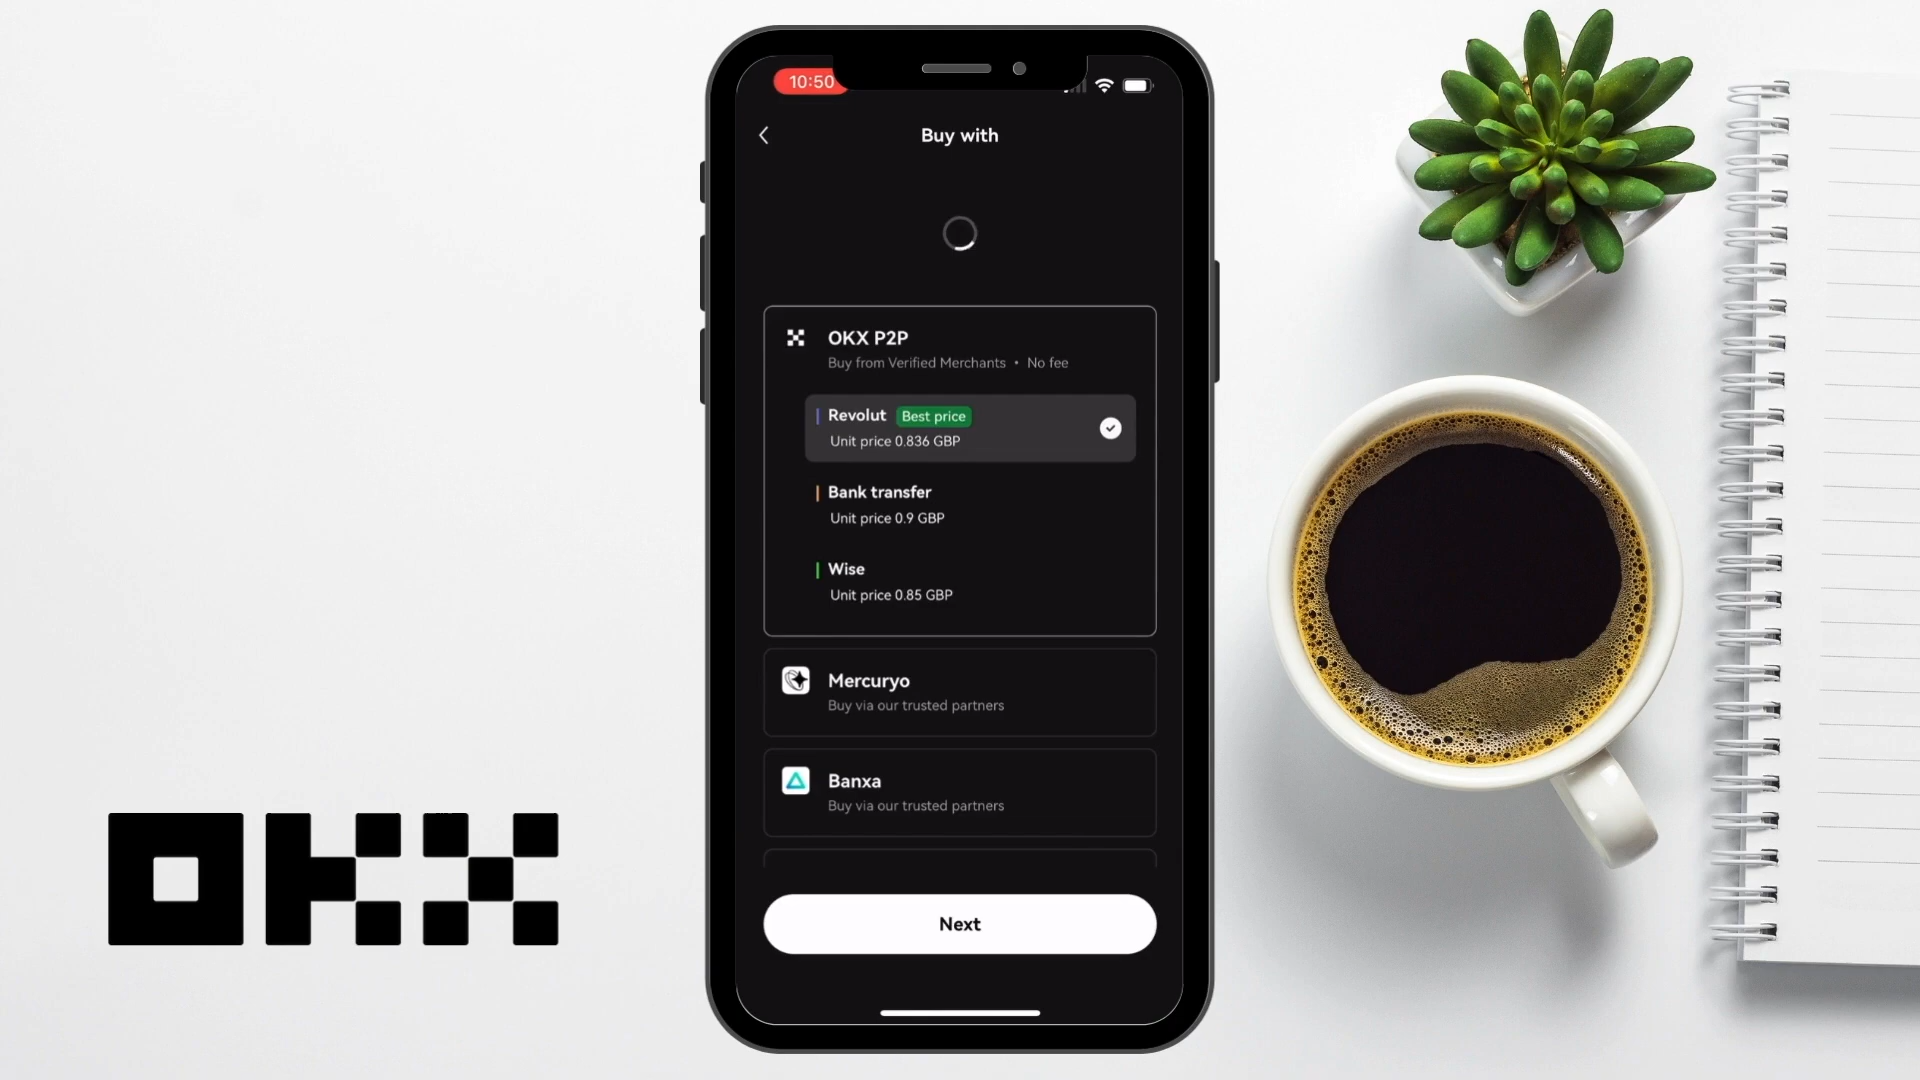 10:50
Buy with
OKX P2P
Buy from Verified Merchants • No fee
Revolut Best price
Unit price 0.836 GBP
Bank transfer
Unit price 0.9 GBP
Wise
Unit price 0.85 GBP
Mercuryo
Buy via our trusted partners
Banxa
Buy via our trusted partners
Next
OKX